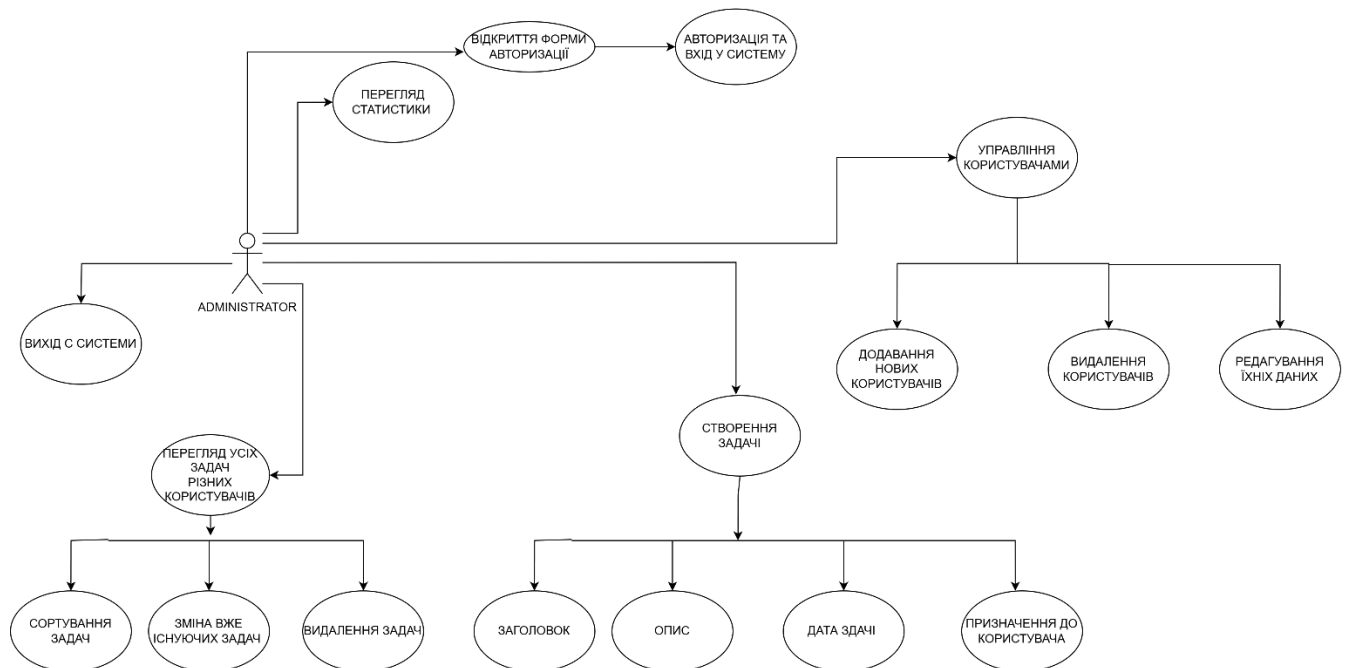 ВІДКРИТТЯ ФОРМИ
АВТОРИЗАЦІЇ
АВТОРИЗАЦІЯ ТА
ВХІД У СИСТЕМУ
ПЕРЕГЛЯД
СТАТИСТИКИ
УПРАВЛІННЯ
КОРИСТУВАЧАМИ
ADMINISTRATOR
ВИХІД С СИСТЕМИ
ДОДАВАННЯ
НОВИХ
КОРИСТУВАЧІВ
ВИДАЛЕННЯ
КОРИСТУВАЧІВ
РЕДАГУВАННЯ
ЇХНІХ ДАНИХ
СТВОРЕННЯ
ЗАДАЧІ
ПЕРЕГЛЯД УСІХ
ЗАДАЧ
РІЗНИХ
КОРИСТУВАЧІВ
СОРТУВАННЯ
ЗАДАЧ
ЗМІНА ВЖЕ
ІСНУЮЧИХ ЗАДАЧ
ВИДАЛЕННЯ ЗАДАЧ
ЗАГОЛОВОК
ОПИС
ДАТА ЗДАЧІ
ПРИЗНАЧЕННЯ ДО
КОРИСТУВАЧА